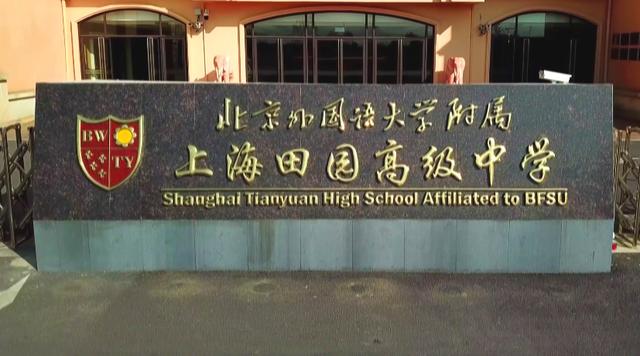 北京外国语大学附属
上海田园高级中学
Shanghai Tianyuan High School Affiliated to BFSU
BW
TY